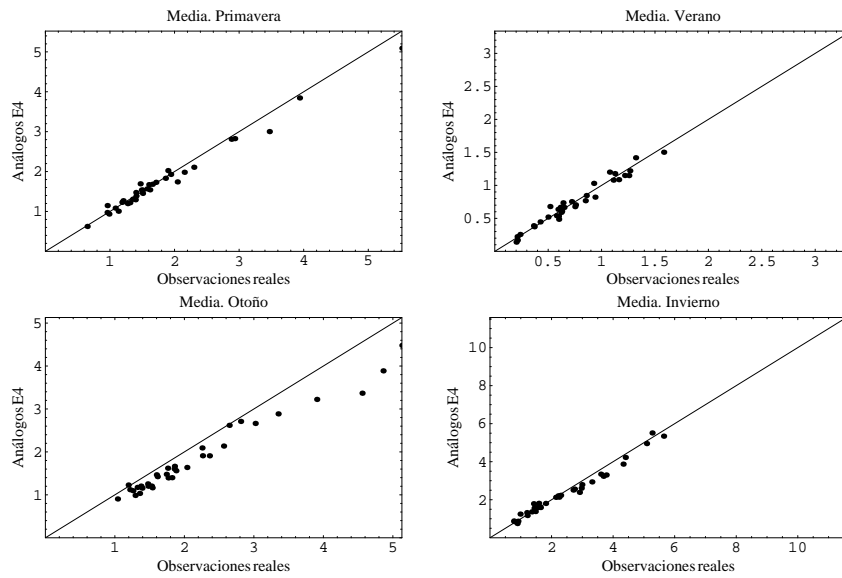 Media. Primavera
5
4
3
2
1
Análogos E4
1 2 3 4 5
Observaciones reales
Media. Verano
3
2.5
2
1.5
1
0.5
Análogos E4
0.5 1 1.5 2 2.5 3
Observaciones reales
Media. Otoño
5
4
3
2
1
Análogos E4
1 2 3 4 5
Observaciones reales
Media. Invierno
10
8
6
4
2
Análogos E4
2 4 6 8 10
Observaciones reales